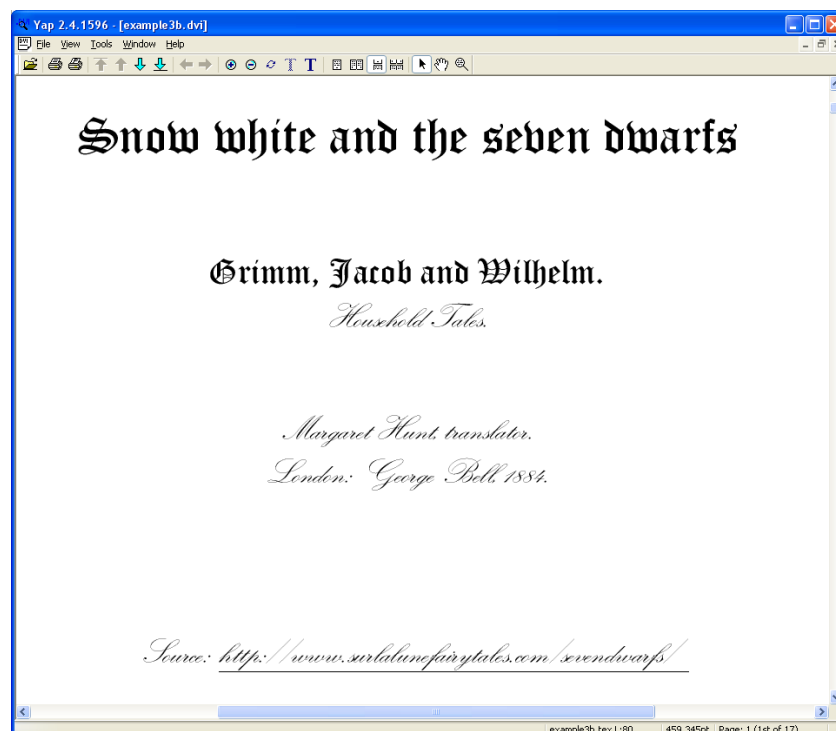 Yap 2.4.1596 - [example3b.dvi]
File View Tools Window Help
Snow white and the seven dwarfs
Grimm, Jacob and Wilhelm.
Household Tales.
Margaret Hunt, translator.
London: George Bell, 1884.
Source: http://www.surlalunefairytales.com/sevendwarfs/
example3b.tex L:80 459.345pt Page: 1 (1st of 17)